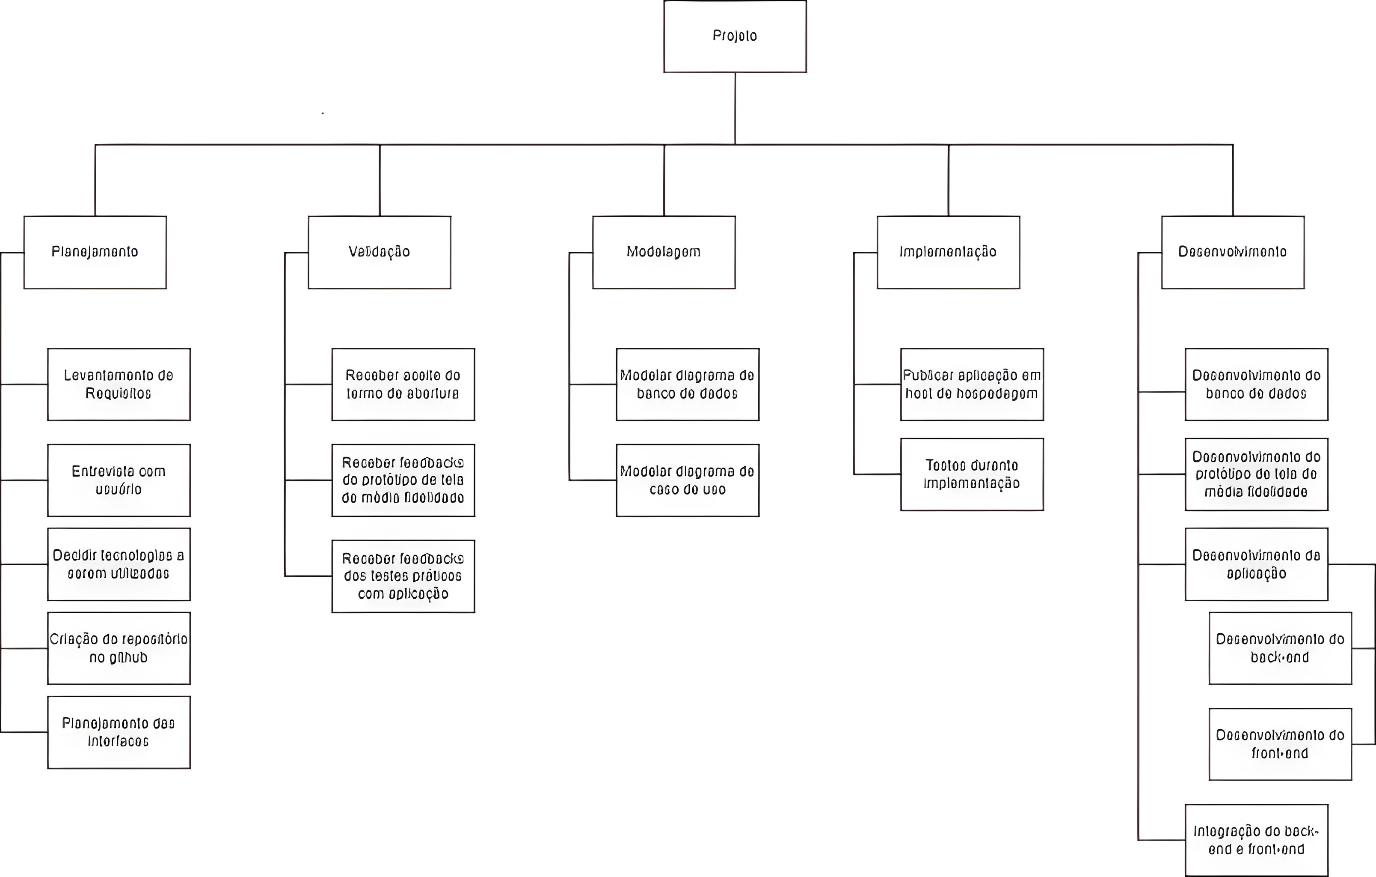 Projeto
Planejamento
Validação
Modelagem
Implementação
Desenvolvimento
Levantamento de
Requisitos
Entrevista com
usuário
Decidir tecnologias a
serem utilizadas
Criação do repositório
no github
Planejamento das
interfaces
Receber aceite do
termo de abertura
Receber feedbacks
do protótipo de tela
de média fidelidade
Receber feedbacks
dos testes práticos
com aplicação
Modelar diagrama de
banco de dados
Modelar diagrama de
caso de uso
Publicar aplicação em
host de hospedagem
Testes durante
implementação
Desenvolvimento do
banco de dados
Desenvolvimento do
protótipo de tela de
média fidelidade
Desenvolvimento da
aplicação
Desenvolvimento do
back-end
Desenvolvimento do
front-end
Integração do back-
end e front-end